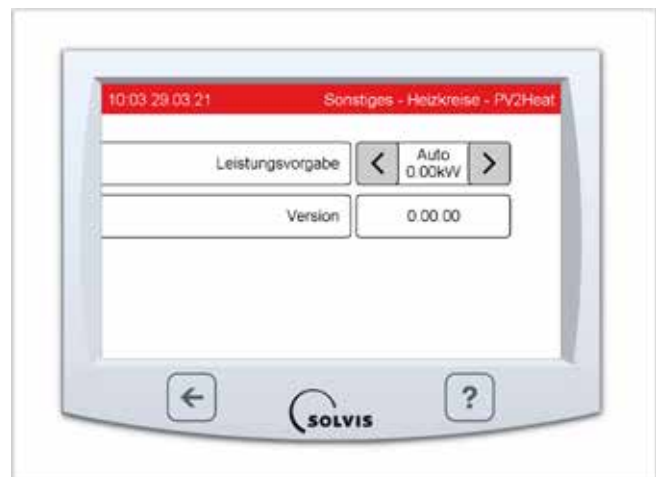 10:03 29.03.21 Sonstiges - Heizkreise - PV2Heat
Leistungsvorgabe
Auto
0.00kW
Version
0.00.00
?
SOLVIS